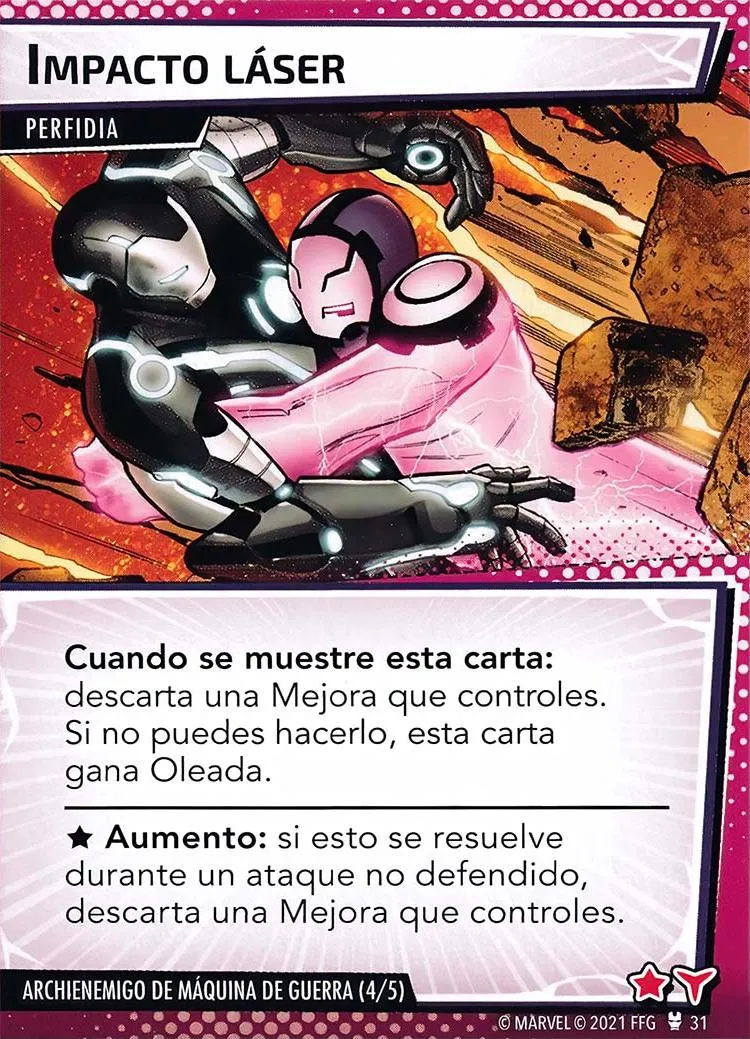 IMPACTO LÁSER
PERFIDIA
Cuando se muestre esta carta:
descarta una Mejora que controles.
Si no puedes hacerlo, esta carta
gana Oleada.
★ Aumento: si esto se resuelve
durante un ataque no defendido,
descarta una Mejora que controles.
ARCHIENEMIGO DE MÁQUINA DE GUERRA (4/5)
© MARVEL © 2021 FFG 31